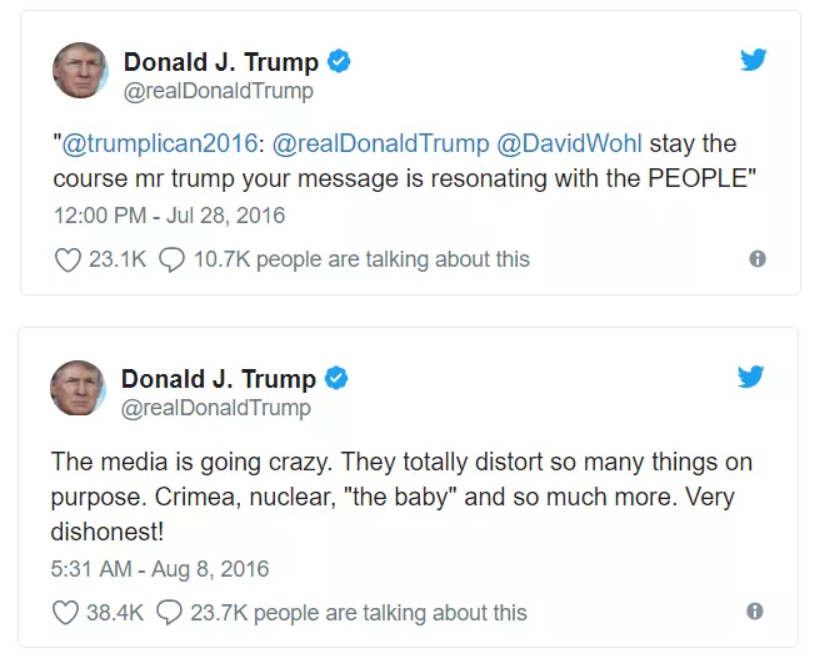 Donald J. Trump
@realDonaldTrump
"@trumplican2016: @realDonaldTrump @DavidWohl stay the
course mr trump your message is resonating with the PEOPLE"
12:00 PM - Jul 28, 2016
23.1K 10.7K people are talking about this
Donald J. Trump
@realDonaldTrump
The media is going crazy. They totally distort so many things on
purpose. Crimea, nuclear, "the baby" and so much more. Very
dishonest!
5:31 AM - Aug 8, 2016
38.4K 23.7K people are talking about this